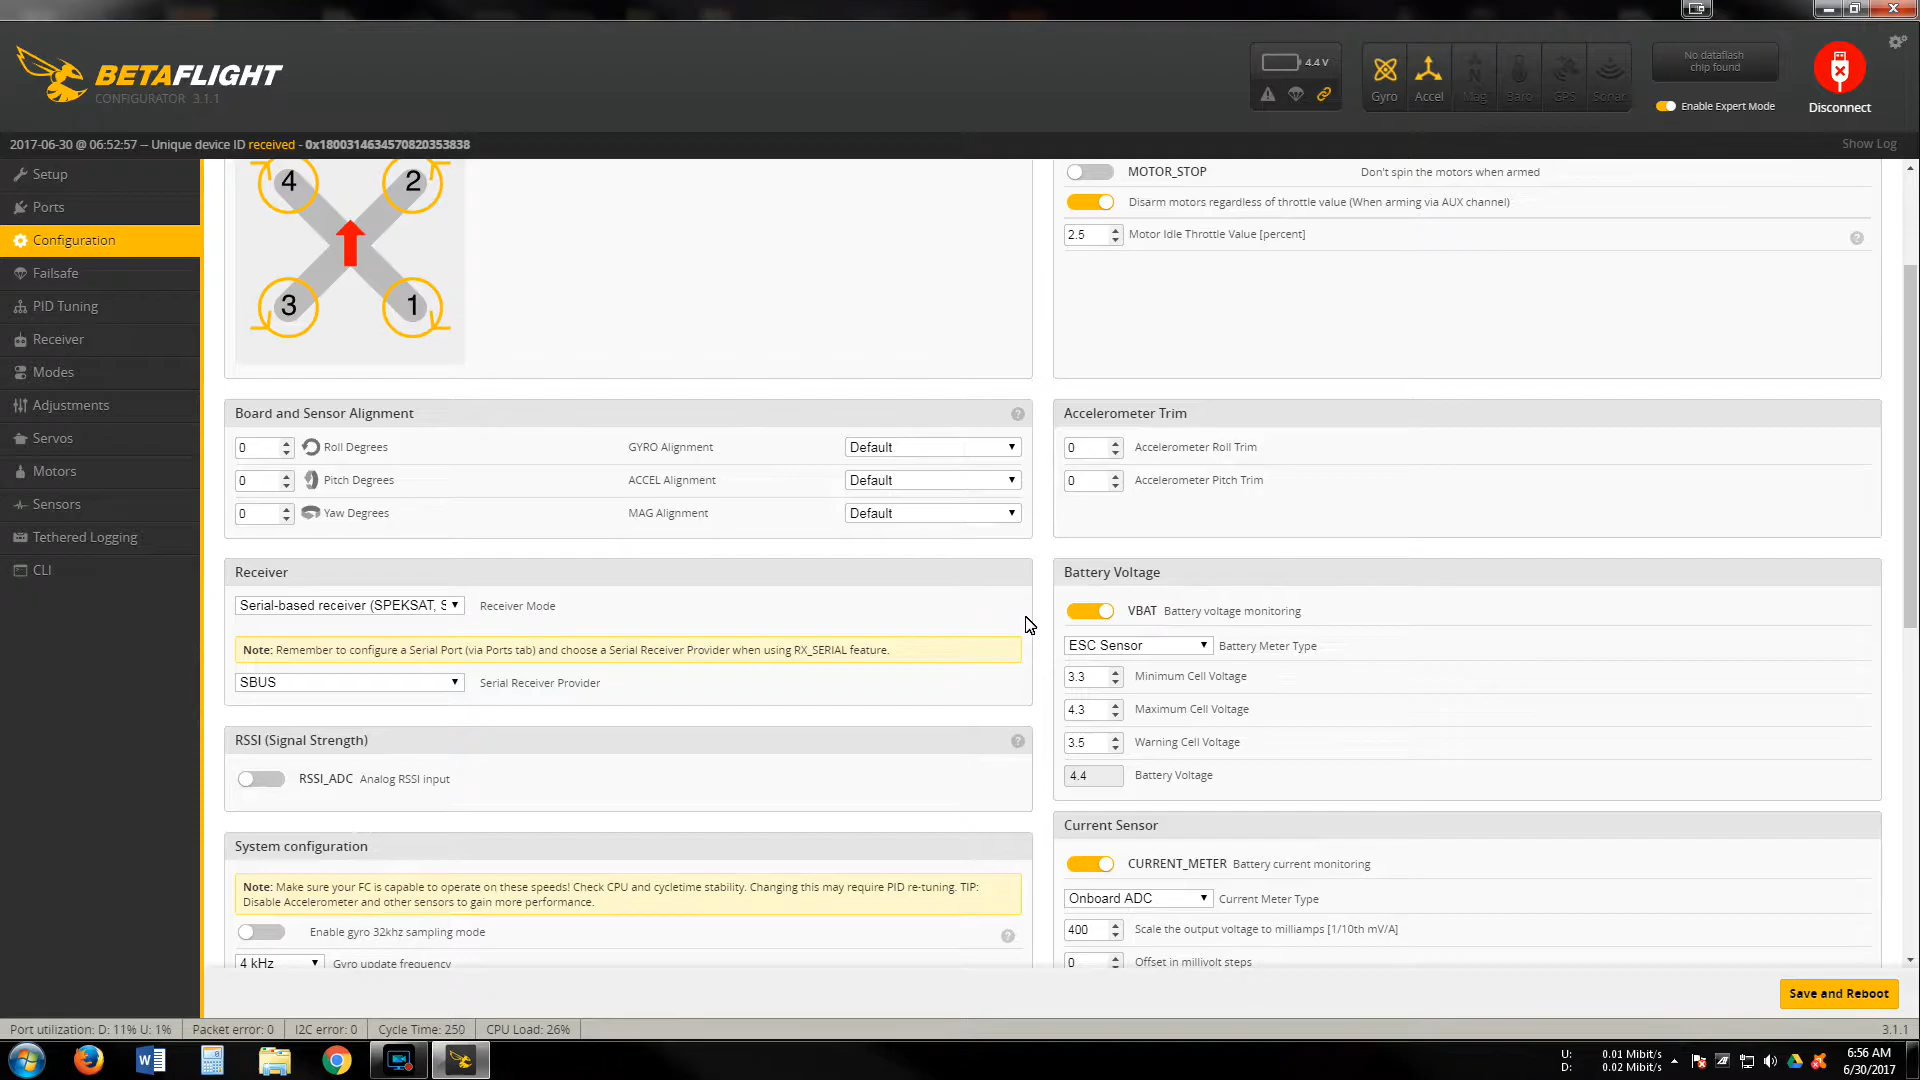 BETAFLIGHT
CONFIGURATOR 3.1.1
4.4 V
Gyro
Accel
Mag
Baro
GPS
Sonar
No dataflash
chip found
Enable Expert Mode
Disconnect
2017-06-30 @ 06:52:57 -- Unique device ID received - 0x1800314634570820353838
Show Log
Setup
Ports
Configuration
Failsafe
PID Tuning
Receiver
Modes
Adjustments
Servos
Motors
Sensors
Tethered Logging
CLI
4
2
3
1
MOTOR_STOP Don't spin the motors when armed
Disarm motors regardless of throttle value (When arming via AUX channel)
2.5 Motor Idle Throttle Value [percent]
?
Board and Sensor Alignment
?
0 Roll Degrees GYRO Alignment Default
0 Pitch Degrees ACCEL Alignment Default
0 Yaw Degrees MAG Alignment Default
Accelerometer Trim
0 Accelerometer Roll Trim
0 Accelerometer Pitch Trim
Receiver
Serial-based receiver (SPEKSAT, S Receiver Mode
Note: Remember to configure a Serial Port (via Ports tab) and choose a Serial Receiver Provider when using RX_SERIAL feature.
SBUS Serial Receiver Provider
RSSI (Signal Strength)
?
RSSI_ADC Analog RSSI input
System configuration
Note: Make sure your FC is capable to operate on these speeds! Check CPU and cycletime stability. Changing this may require PID re-tuning. TIP:
Disable Accelerometer and other sensors to gain more performance.
Enable gyro 32khz sampling mode
?
4 kHz Gyro update frequency
Battery Voltage
VBAT Battery voltage monitoring
ESC Sensor Battery Meter Type
3.3 Minimum Cell Voltage
4.3 Maximum Cell Voltage
3.5 Warning Cell Voltage
4.4 Battery Voltage
Current Sensor
CURRENT_METER Battery current monitoring
Onboard ADC Current Meter Type
400 Scale the output voltage to milliamps [1/10th mV/A]
0 Offset in millivolt steps
Save and Reboot
Port utilization: D: 11% U: 1% Packet error: 0 I2C error: 0 Cycle Time: 250 CPU Load: 26%
3.1.1
U: 0.01 Mibit/s
D: 0.02 Mibit/s
6:56 AM
6/30/2017